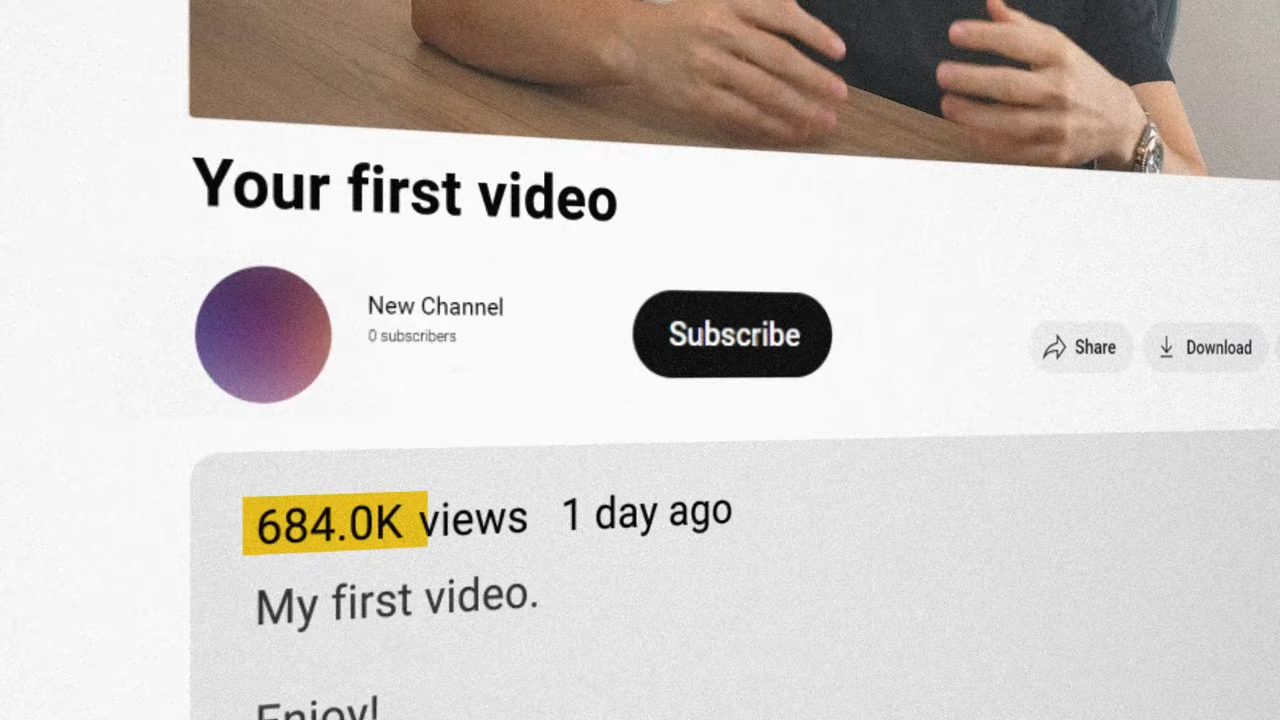 Your first video
New Channel
0 subscribers
Subscribe
Share
Download
684.0K views 1 day ago
My first video.
Enjoy!